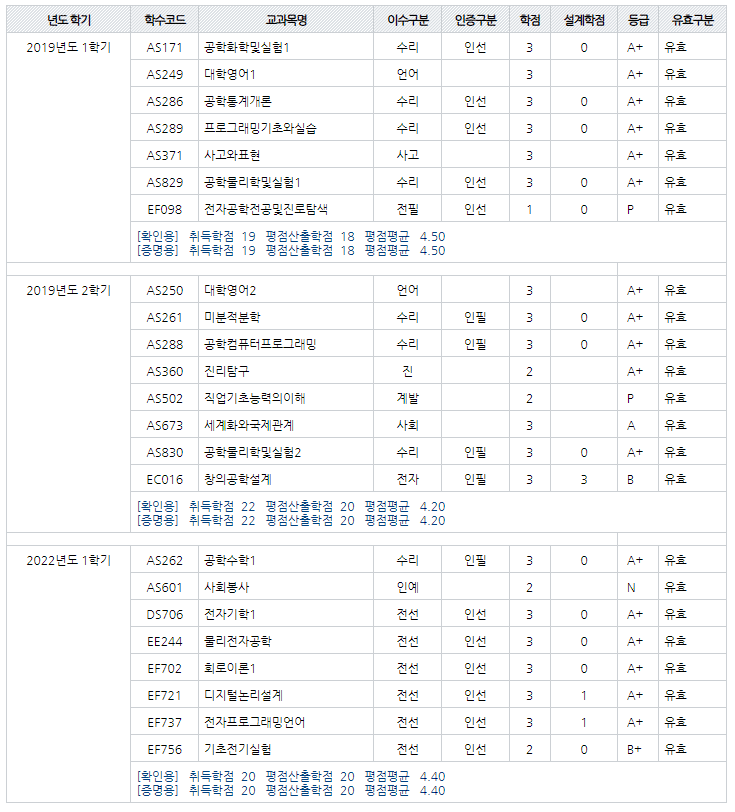 년도 학기 학수코드 교과목명 이수구분 인증구분 학점 설계학점 등급 유효구분
2019년도 1학기 AS171 공학화학및실험1 수리 인선 3 0 A+ 유효
AS249 대학영어1 언어 3 A+ 유효
AS286 공학통계개론 수리 인선 3 0 A+ 유효
AS289 프로그래밍기초와실습 수리 인선 3 0 A+ 유효
AS371 사고와표현 사고 3 A+ 유효
AS829 공학물리학및실험1 수리 인선 3 0 A+ 유효
EF098 전자공학전공및진로탐색 전필 인선 1 0 P 유효
[확인용] 취득학점 19 평점산출학점 18 평점평균 4.50
[증명용] 취득학점 19 평점산출학점 18 평점평균 4.50
2019년도 2학기 AS250 대학영어2 언어 3 A+ 유효
AS261 미분적분학 수리 인필 3 0 A+ 유효
AS288 공학컴퓨터프로그래밍 수리 인필 3 0 A+ 유효
AS360 진리탐구 진 2 A+ 유효
AS502 직업기초능력의이해 계발 2 P 유효
AS673 세계화와국제관계 사회 3 A 유효
AS830 공학물리학및실험2 수리 인필 3 0 A+ 유효
EC016 창의공학설계 전자 인필 3 3 B 유효
[확인용] 취득학점 22 평점산출학점 20 평점평균 4.20
[증명용] 취득학점 22 평점산출학점 20 평점평균 4.20
2022년도 1학기 AS262 공학수학1 수리 인필 3 0 A+ 유효
AS601 사회봉사 인예 2 N 유효
DS706 전자기학1 전선 인선 3 0 A+ 유효
EE244 물리전자공학 전선 인선 3 0 A+ 유효
EF702 회로이론1 전선 인선 3 0 A+ 유효
EF721 디지털논리설계 전선 인선 3 1 A+ 유효
EF737 전자프로그래밍언어 전선 인선 3 1 A+ 유효
EF756 기초전기실험 전선 인선 2 0 B+ 유효
[확인용] 취득학점 20 평점산출학점 20 평점평균 4.40
[증명용] 취득학점 20 평점산출학점 20 평점평균 4.40